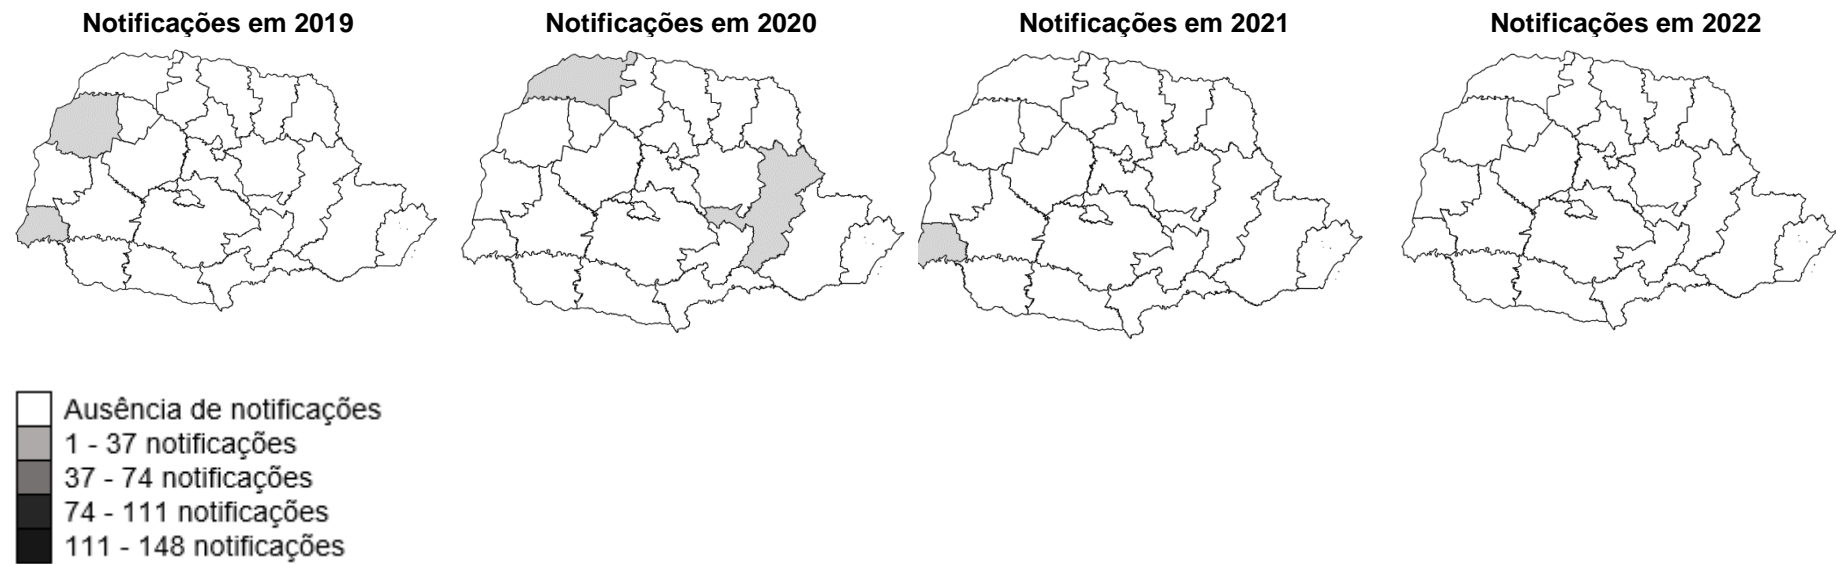 Notificações em 2019
Notificações em 2020
Notificações em 2021
Notificações em 2022
Ausência de notificações
1 - 37 notificações
37 - 74 notificações
74 - 111 notificações
111 - 148 notificações